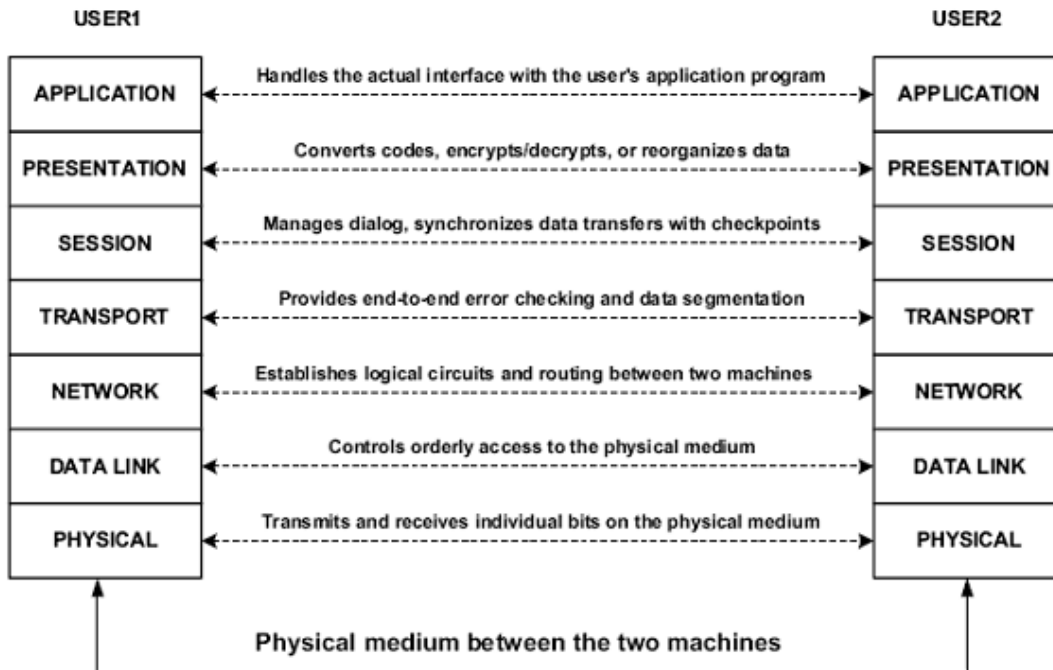 USER1 USER2
Handles the actual interface with the user's application program
APPLICATION APPLICATION
Converts codes, encrypts/decrypts, or reorganizes data
PRESENTATION PRESENTATION
Manages dialog, synchronizes data transfers with checkpoints
SESSION SESSION
Provides end-to-end error checking and data segmentation
TRANSPORT TRANSPORT
Establishes logical circuits and routing between two machines
NETWORK NETWORK
Controls orderly access to the physical medium
DATA LINK DATA LINK
Transmits and receives individual bits on the physical medium
PHYSICAL PHYSICAL
Physical medium between the two machines